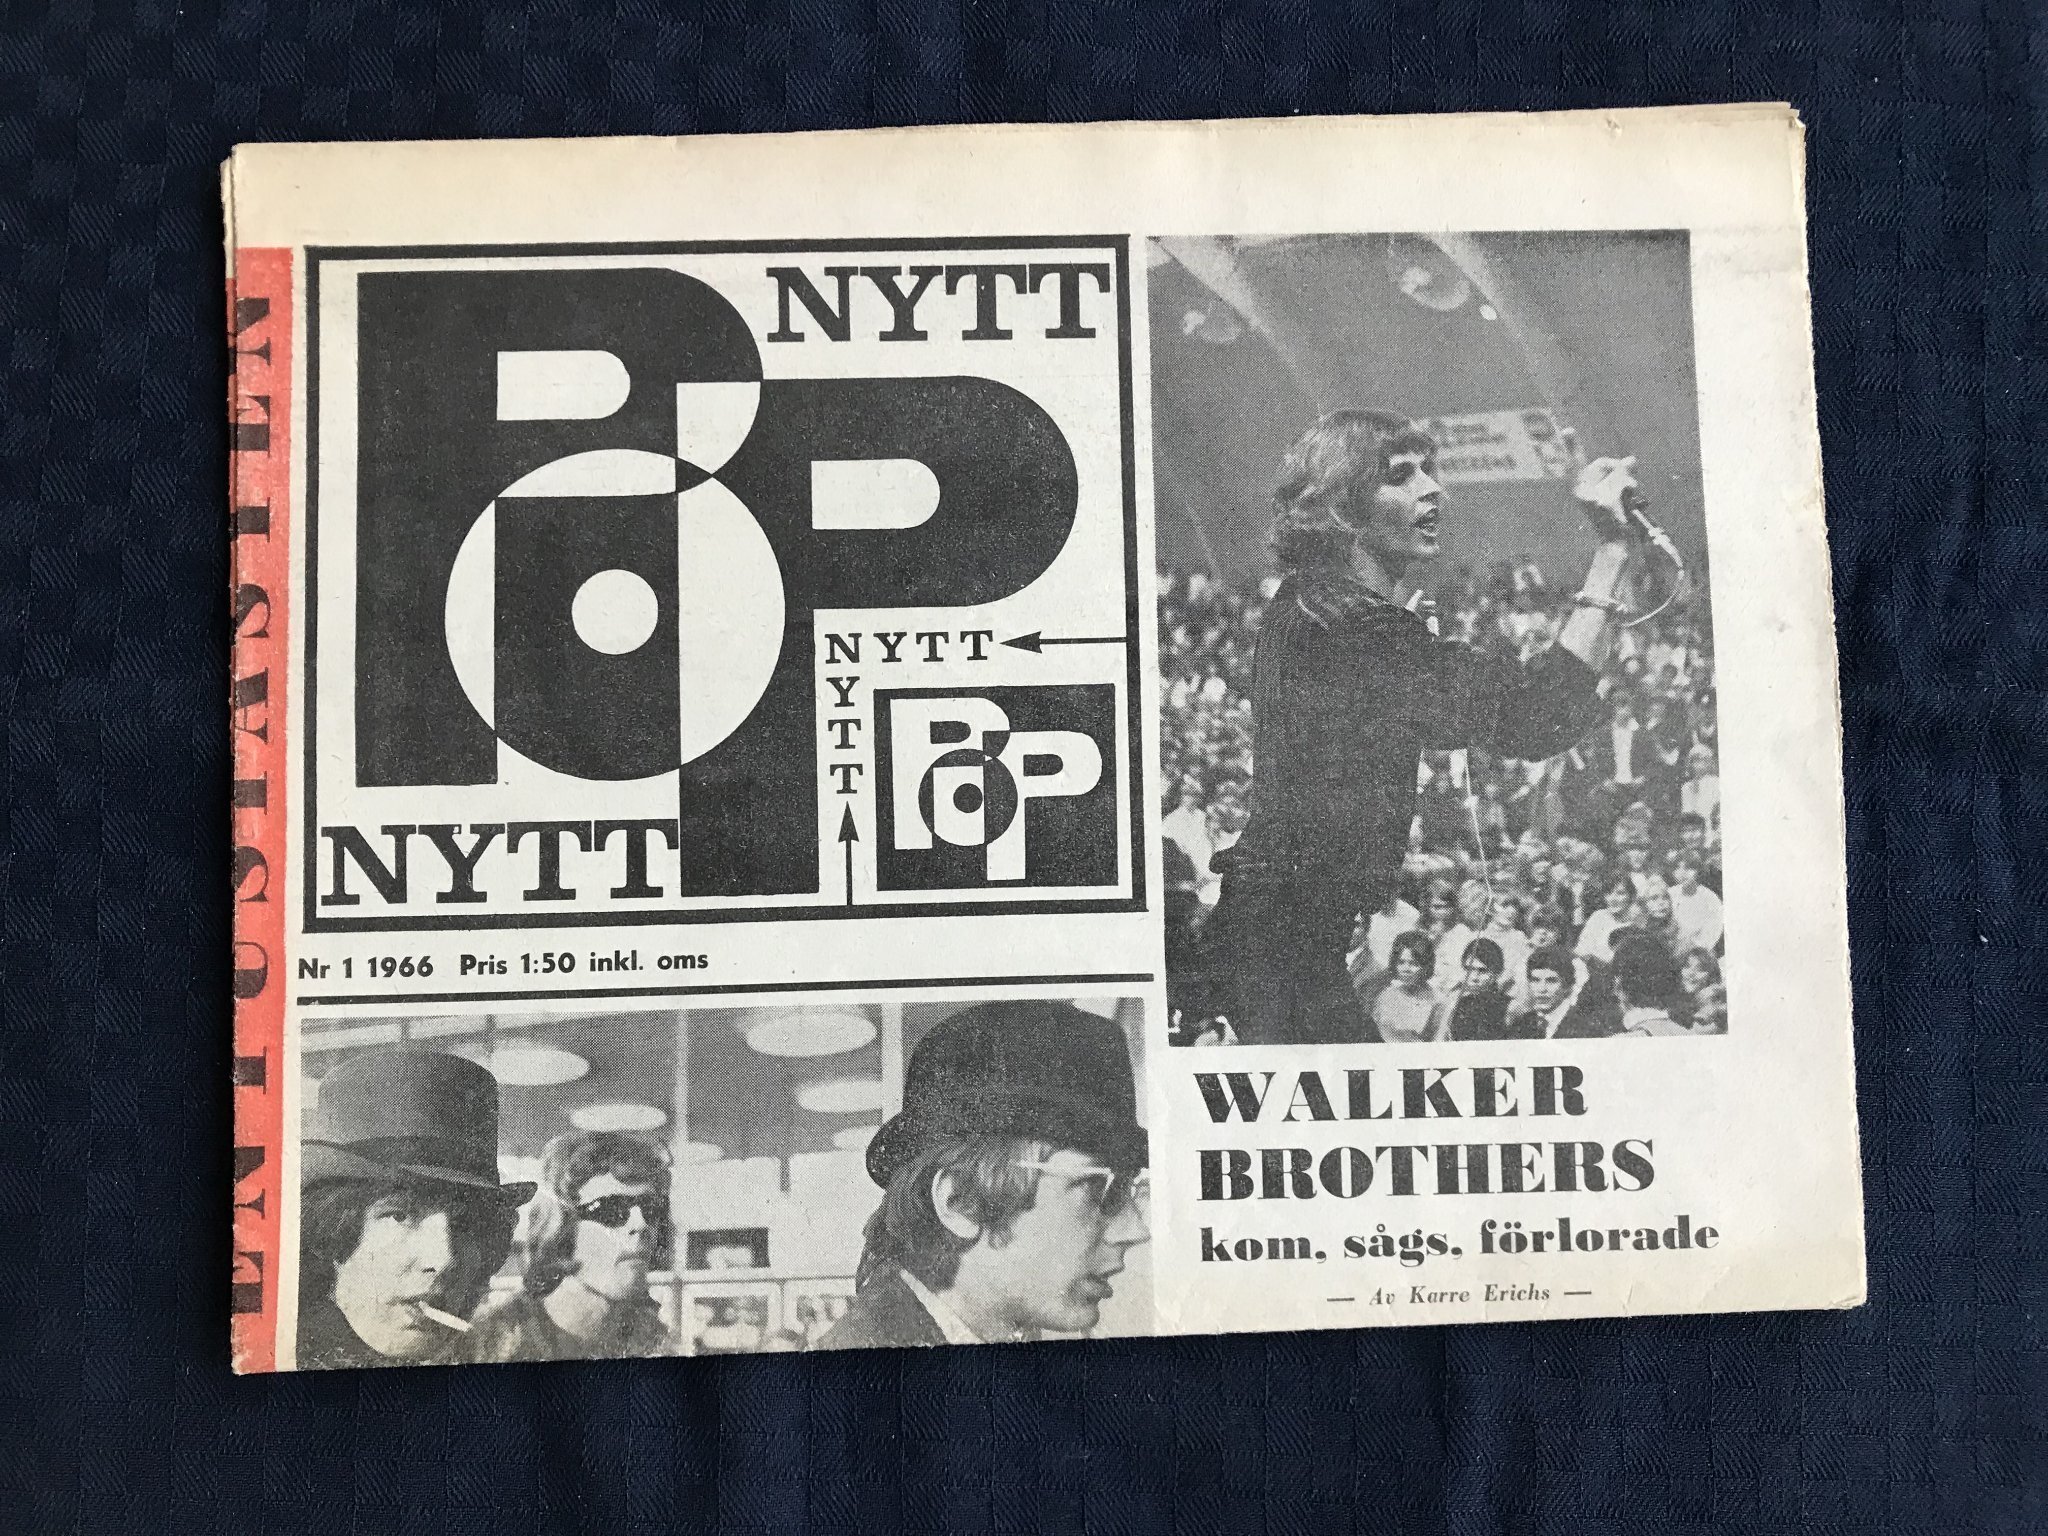 ENTUSIASTEN
NYTT
POP
NYTT
NYTT
NYTT
POP
Nr 1 1966 Pris 1:50 inkl. oms
WALKER
BROTHERS
kom, sågs, förlorade
— Av Karre Erichs —